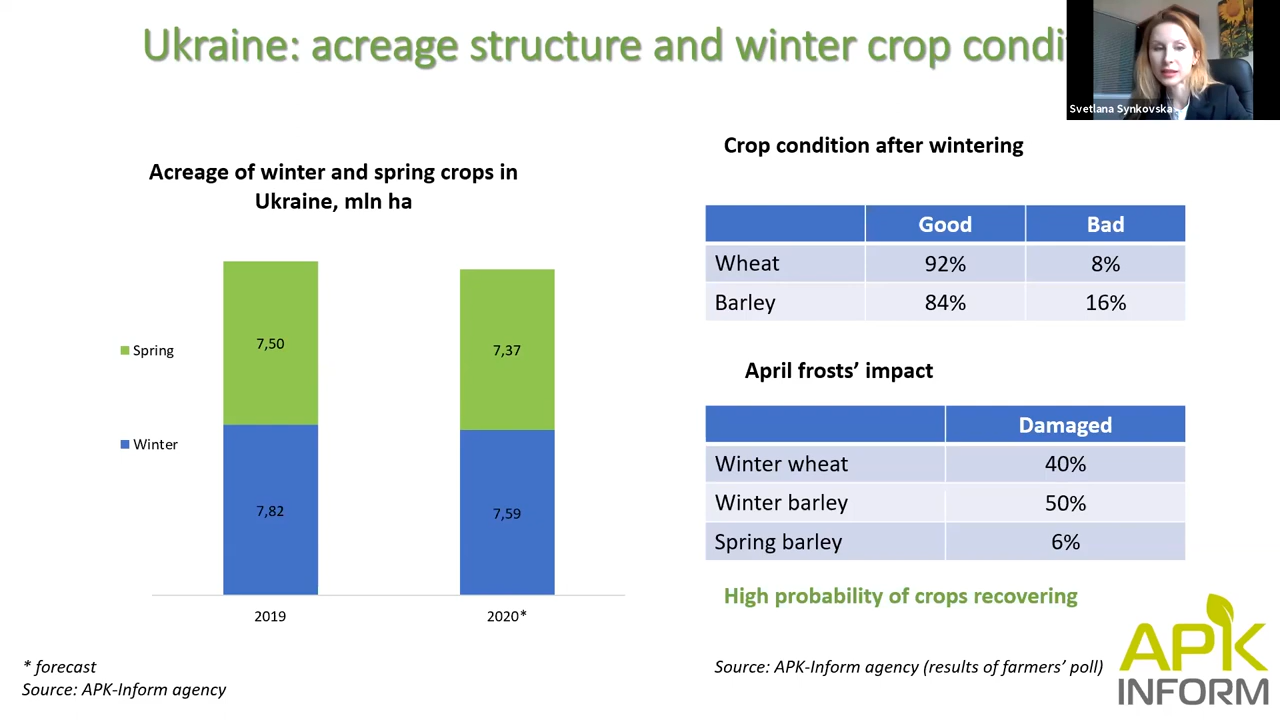 Ukraine: acreage structure and winter crop condi
Svetlana Synkovska
Acreage of winter and spring crops in
Ukraine, mln ha
Spring
Winter
7,50
7,82
7,37
7,59
2019
2020*
* forecast
Source: APK-Inform agency
Crop condition after wintering
Good Bad
Wheat 92% 8%
Barley 84% 16%
April frosts’ impact
Damaged
Winter wheat 40%
Winter barley 50%
Spring barley 6%
High probability of crops recovering
Source: APK-Inform agency (results of farmers’ poll)
APK
INFORM